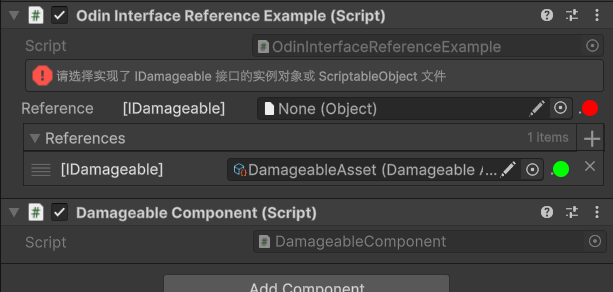 Odin Interface Reference Example (Script)
Script OdinInterfaceReferenceExample
请选择实现了 IDamageable 接口的实例对象或 ScriptableObject 文件
Reference [IDamageable] None (Object)
References 1 items
[IDamageable] DamageableAsset (Damageable A...
Damageable Component (Script)
Script DamageableComponent
Add Component